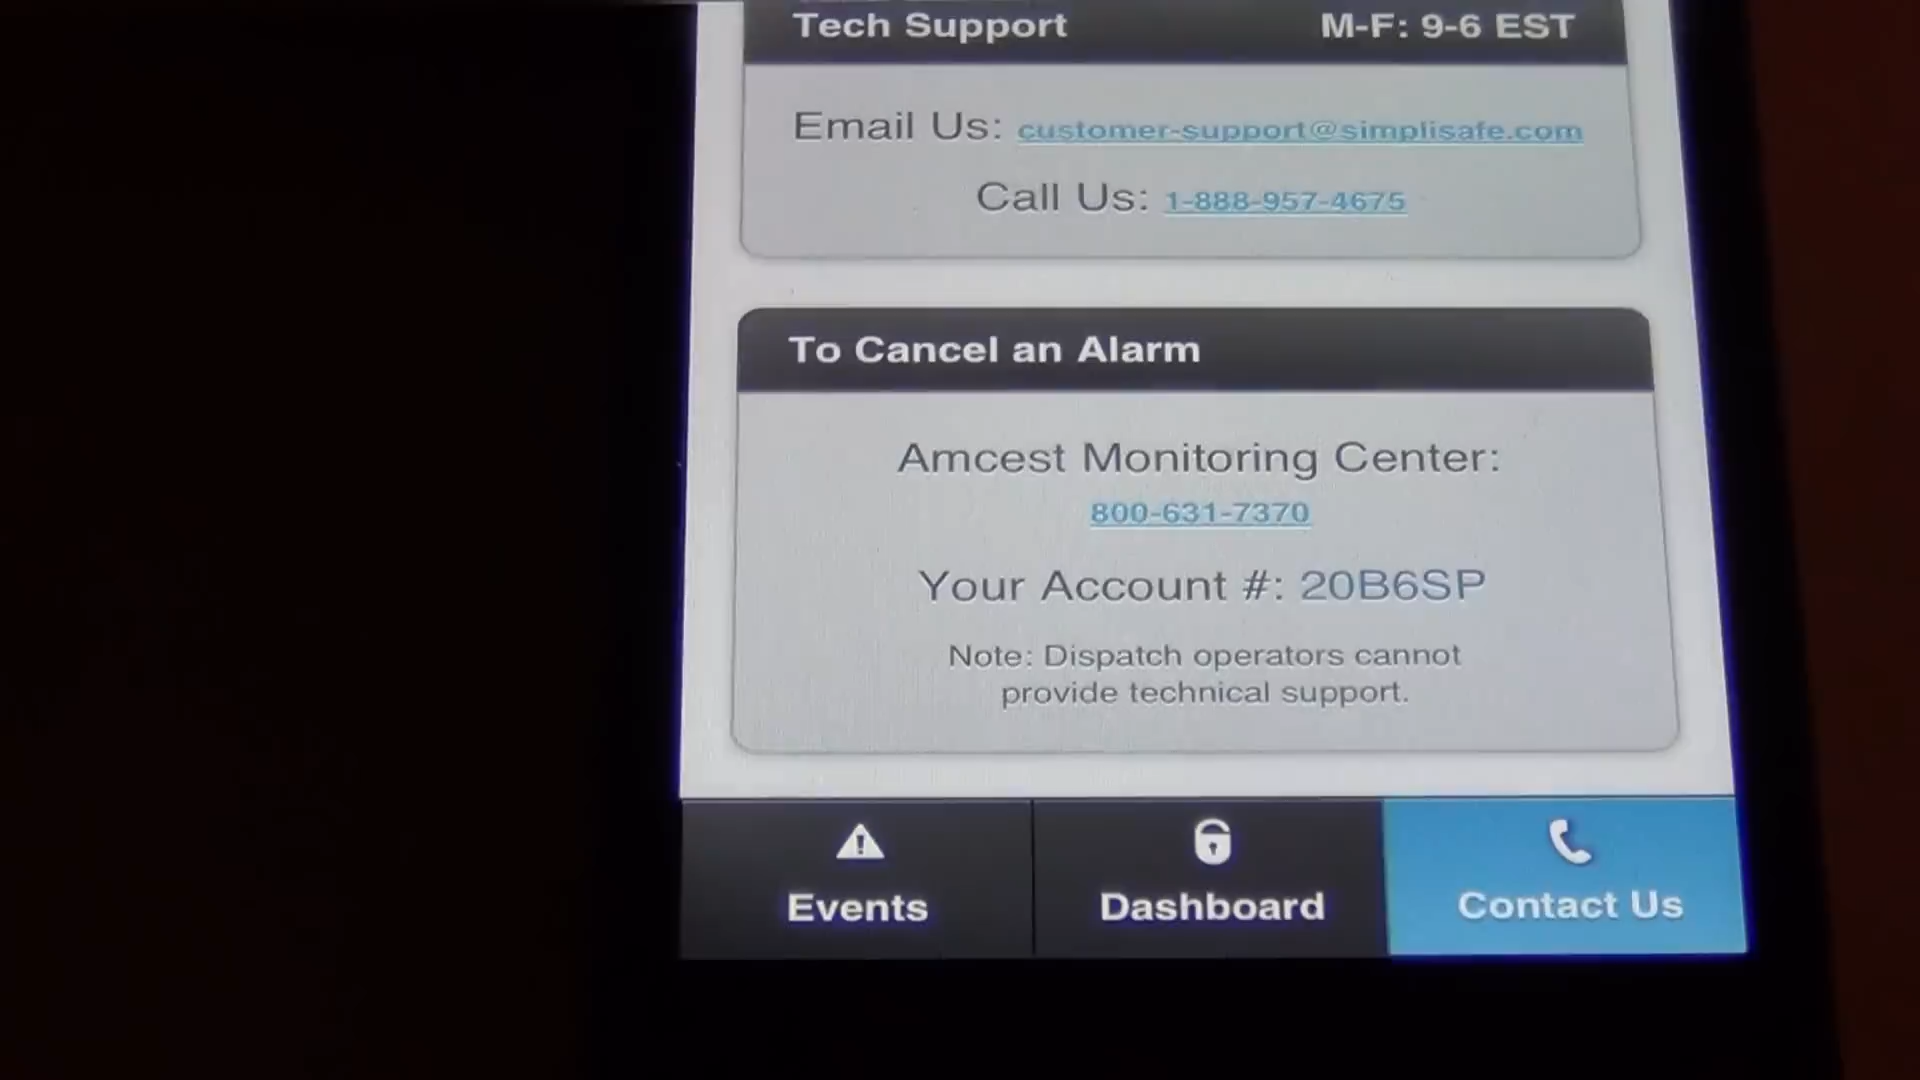 Tech Support M-F: 9-6 EST
Email Us: customer-support@simplisafe.com
Call Us: 1-888-957-4675
To Cancel an Alarm
Amcest Monitoring Center:
800-631-7370
Your Account #: 20B6SP
Note: Dispatch operators cannot
provide technical support.
Events Dashboard Contact Us